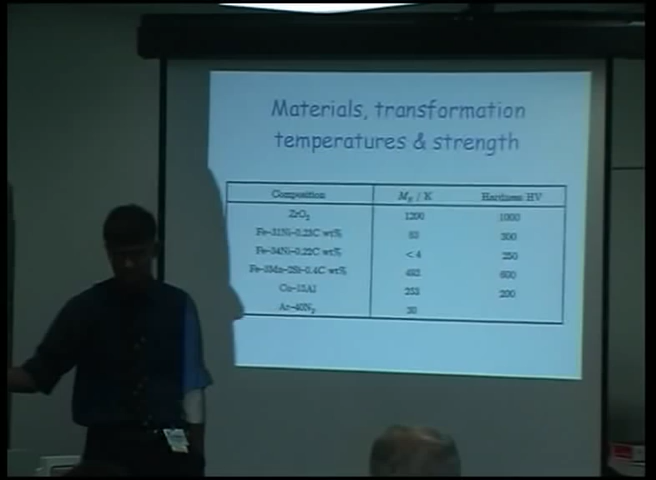 Materials, transformation
temperatures & strength
Composition M_S / K Hardness HV
ZrO₂ 1200 1000
Fe–31Ni–0.23C wt% 83 300
Fe–34Ni–0.22C wt% < 4 250
Fe–3Mn–2Si–0.4C wt% 493 600
Cu–15Al 253 200
Ar–40N₂ 30